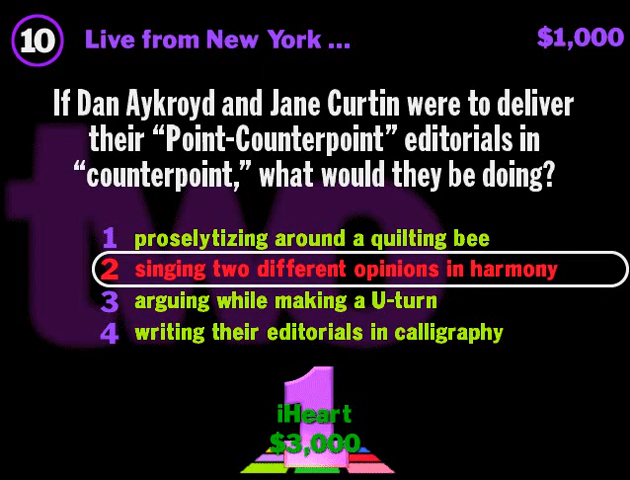 10 Live from New York ... $1,000
If Dan Aykroyd and Jane Curtin were to deliver
their “Point-Counterpoint” editorials in
“counterpoint,” what would they be doing?
two
1 proselytizing around a quilting bee
2 singing two different opinions in harmony
3 arguing while making a U-turn
4 writing their editorials in calligraphy
1
iHeart
$3,000